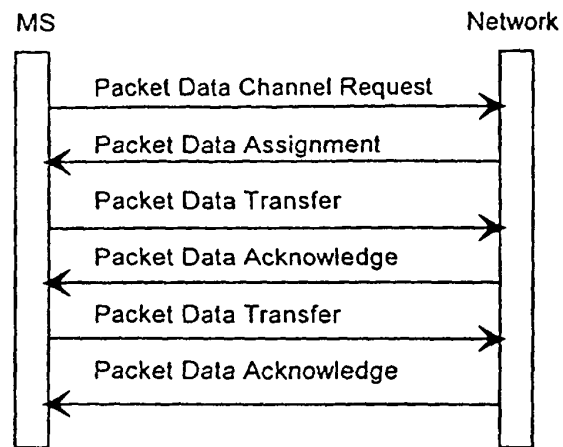 MS Network
Packet Data Channel Request
Packet Data Assignment
Packet Data Transfer
Packet Data Acknowledge
Packet Data Transfer
Packet Data Acknowledge